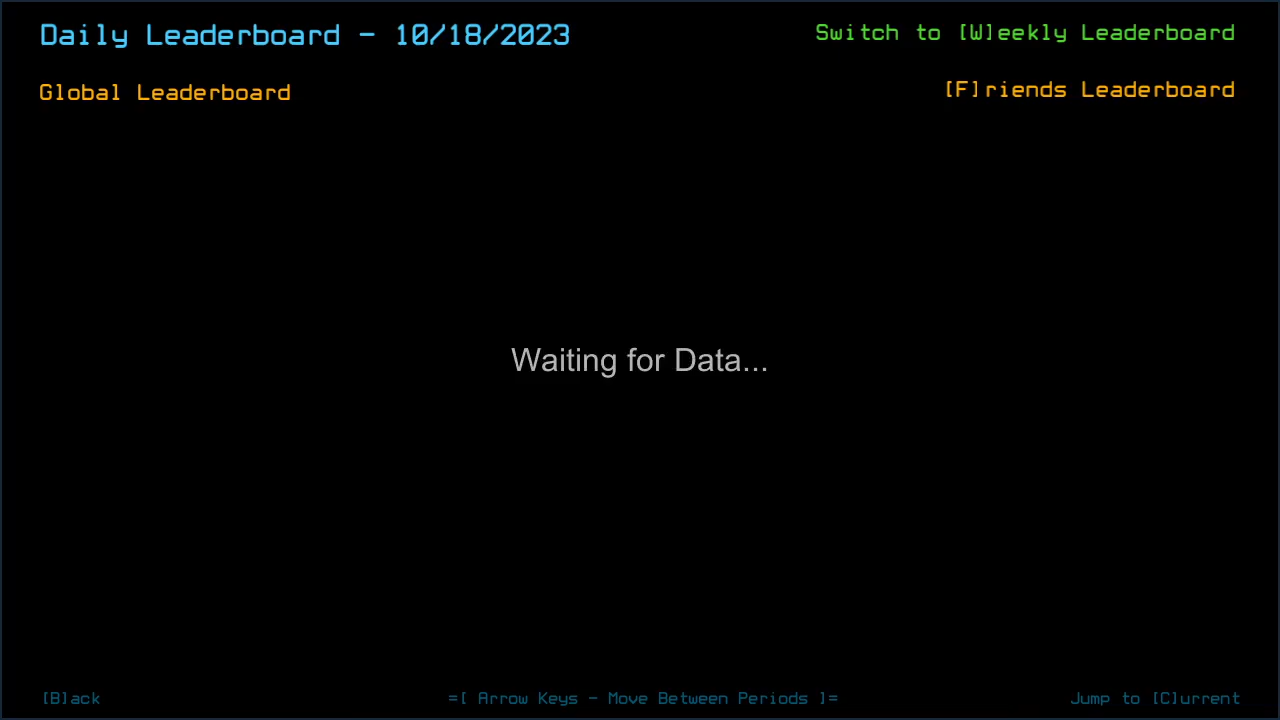 Daily Leaderboard - 10/18/2023
Switch to [W]eekly Leaderboard
Global Leaderboard
[F]riends Leaderboard
Waiting for Data...
[B]ack
=[ Arrow Keys - Move Between Periods ]=
Jump to [C]urrent